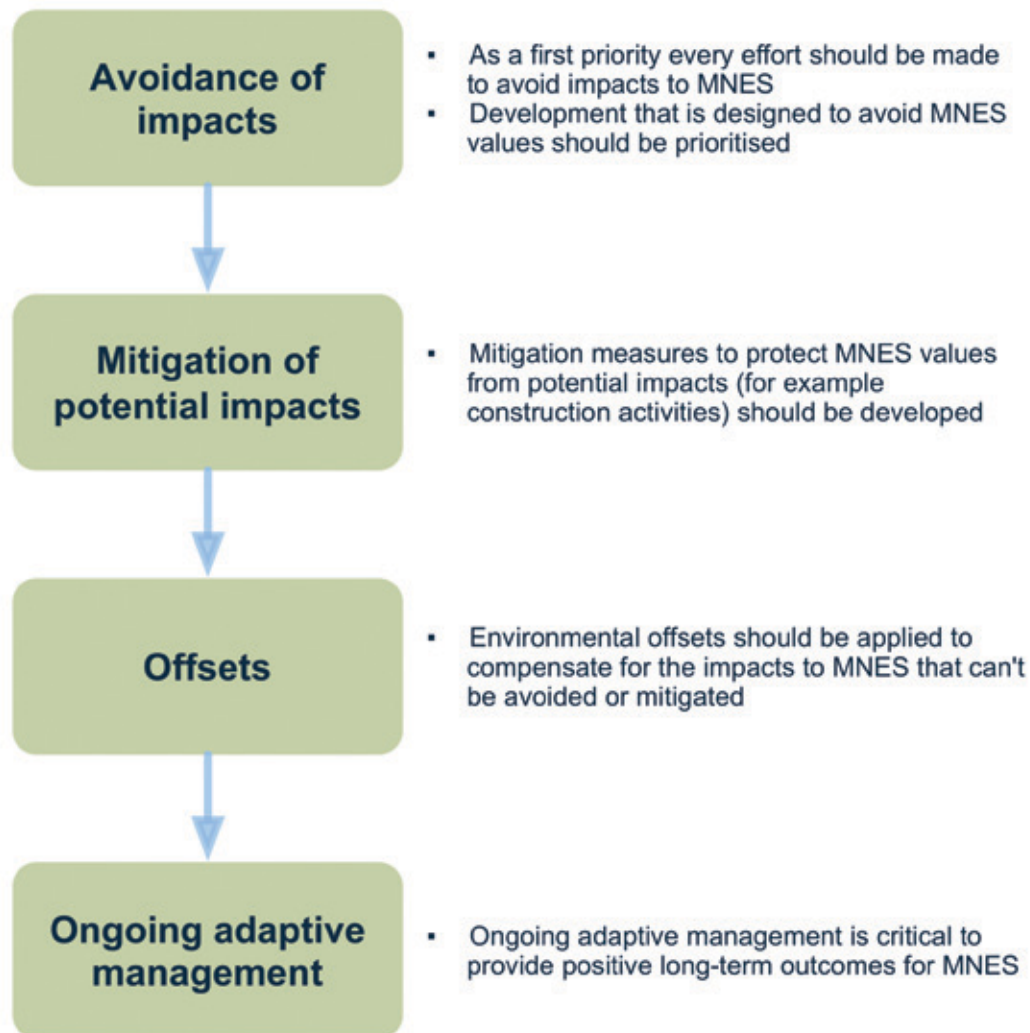 Avoidance of
impacts
▪ As a first priority every effort should be made
to avoid impacts to MNES
▪ Development that is designed to avoid MNES
values should be prioritised
Mitigation of
potential impacts
▪ Mitigation measures to protect MNES values
from potential impacts (for example
construction activities) should be developed
Offsets
▪ Environmental offsets should be applied to
compensate for the impacts to MNES that can't
be avoided or mitigated
Ongoing adaptive
management
▪ Ongoing adaptive management is critical to
provide positive long-term outcomes for MNES